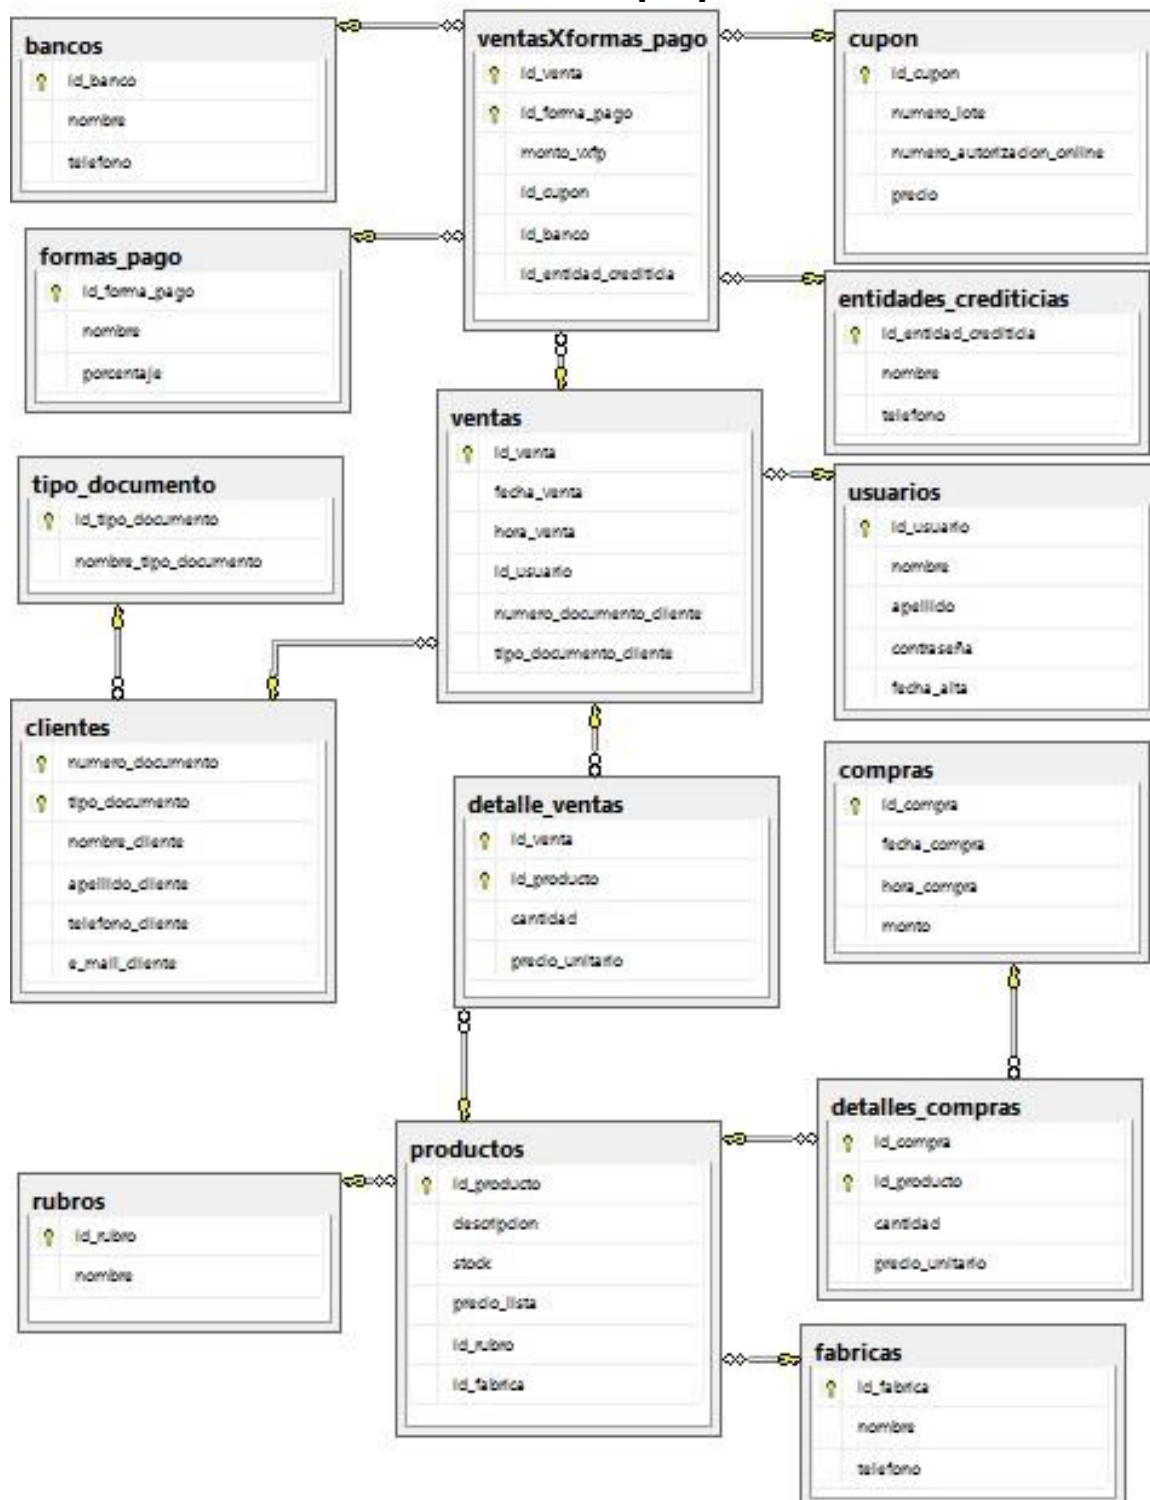 bancos
id_banco
nombre
telefono
ventasXformas_pago
id_venta
id_forma_pago
monto_vxfp
id_cupon
id_banco
id_entidad_crediticia
cupon
id_cupon
numero_lote
numero_autorizacion_online
precio
formas_pago
id_forma_pago
nombre
porcentaje
entidades_crediticias
id_entidad_crediticia
nombre
telefono
ventas
id_venta
fecha_venta
hora_venta
id_usuario
numero_documento_cliente
tipo_documento_cliente
tipo_documento
id_tipo_documento
nombre_tipo_documento
usuarios
id_usuario
nombre
apellido
contraseña
fecha_alta
clientes
numero_documento
tipo_documento
nombre_cliente
apellido_cliente
telefono_cliente
e_mail_cliente
detalle_ventas
id_venta
id_producto
cantidad
precio_unitario
compras
id_compra
fecha_compra
hora_compra
monto
detalles_compras
id_compra
id_producto
cantidad
precio_unitario
productos
id_producto
descripcion
stock
precio_lista
id_rubro
id_fabrica
rubros
id_rubro
nombre
fabricas
id_fabrica
nombre
telefono